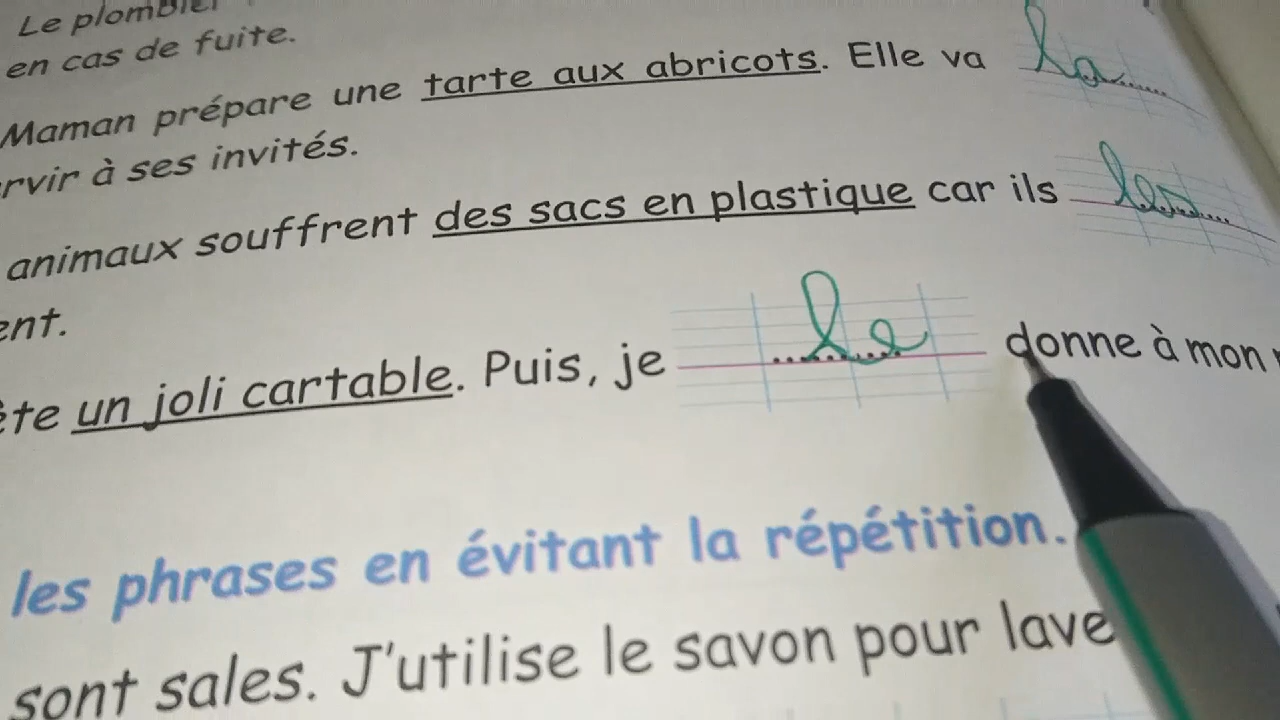 Le plombier
en cas de fuite.
Maman prépare une tarte aux abricots. Elle va la
rvir à ses invités.
animaux souffrent des sacs en plastique car ils les
ent.
ète un joli cartable. Puis, je le donne à mon
les phrases en évitant la répétition.
sont sales. J'utilise le savon pour lave